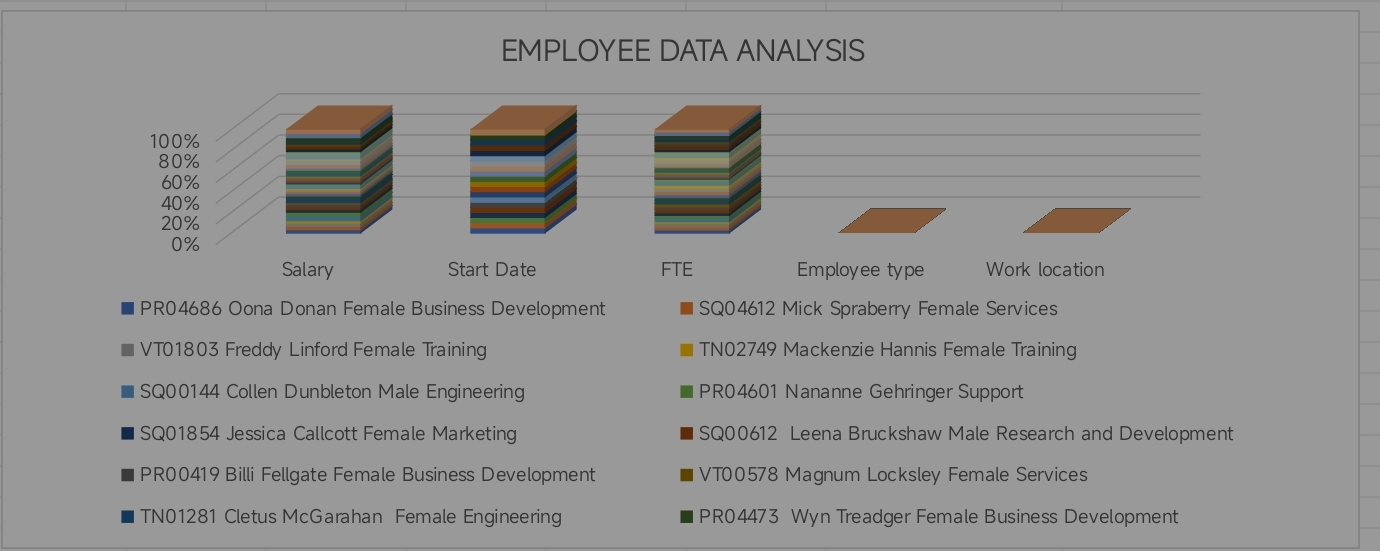 EMPLOYEE DATA ANALYSIS
100%
80%
60%
40%
20%
0%
Salary Start Date FTE Employee type Work location
PR04686 Oona Donan Female Business Development SQ04612 Mick Spraberry Female Services
VT01803 Freddy Linford Female Training TN02749 Mackenzie Hannis Female Training
SQ00144 Collen Dunbleton Male Engineering PR04601 Nananne Gehringer Support
SQ01854 Jessica Callcott Female Marketing SQ00612 Leena Bruckshaw Male Research and Development
PR00419 Billi Fellgate Female Business Development VT00578 Magnum Locksley Female Services
TN01281 Cletus McGarahan Female Engineering PR04473 Wyn Treadger Female Business Development